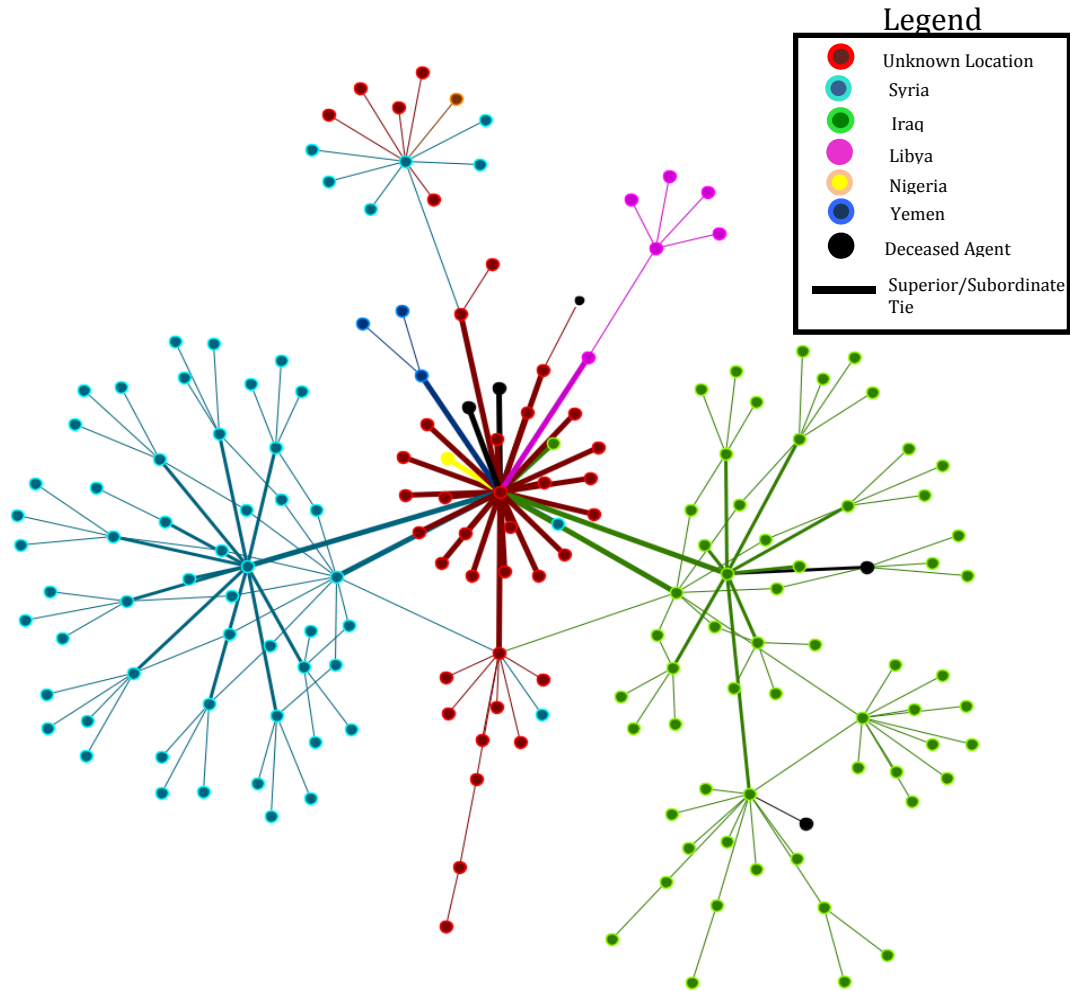 Legend
Unknown Location
Syria
Iraq
Libya
Nigeria
Yemen
Deceased Agent
Superior/Subordinate
Tie